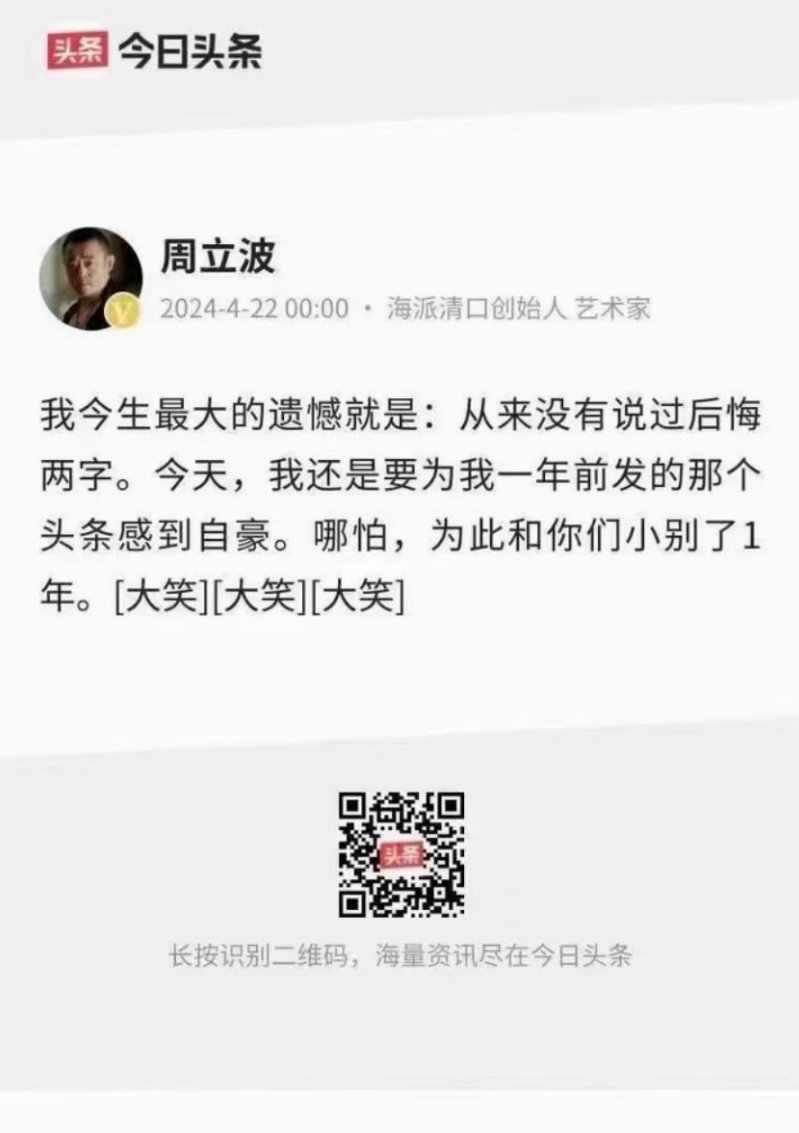 头条 今日头条
周立波
2024-4-22 00:00 · 海派清口创始人 艺术家
我今生最大的遗憾就是：从来没有说过后悔
两字。今天，我还是要为我一年前发的那个
头条感到自豪。哪怕，为此和你们小别了1
年。[大笑][大笑][大笑]
头条
长按识别二维码，海量资讯尽在今日头条